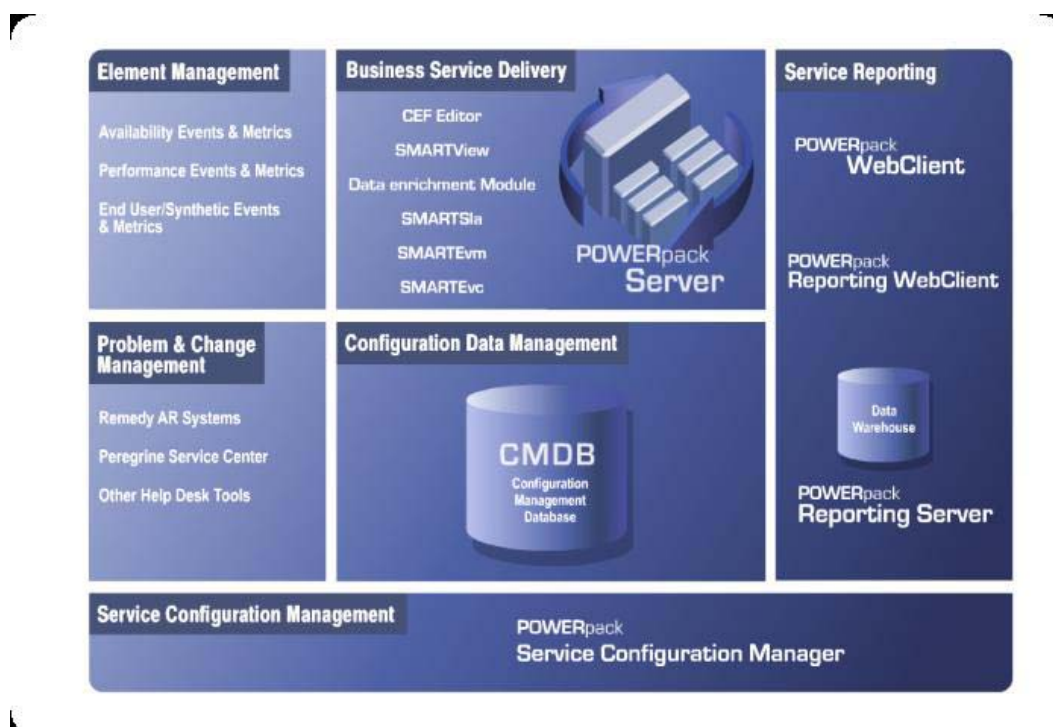 Element Management
Availability Events & Metrics
Performance Events & Metrics
End User/Synthetic Events
& Metrics
Business Service Delivery
CEF Editor
SMARTView
Data enrichment Module
SMARTSla
SMARTEvm
SMARTEvc
POWERpack
Server
Service Reporting
POWERpack
WebClient
POWERpack
Reporting WebClient
Data
Warehouse
POWERpack
Reporting Server
Problem & Change
Management
Remedy AR Systems
Peregrine Service Center
Other Help Desk Tools
Configuration Data Management
CMDB
Configuration
Management
Database
Service Configuration Management
POWERpack
Service Configuration Manager